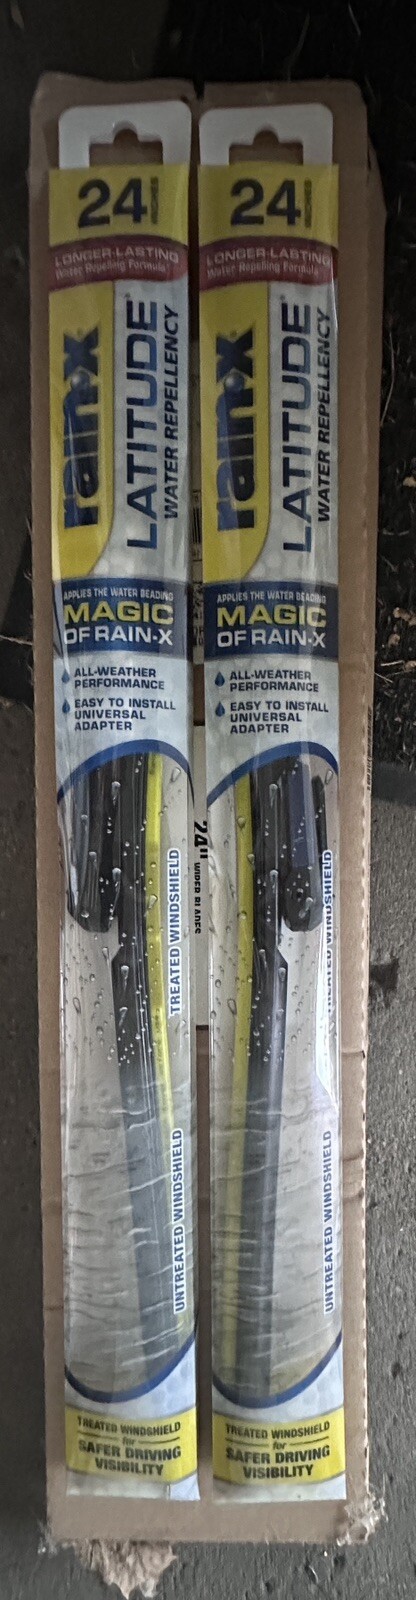 24 INCHES
LONGER-LASTING
Water Repelling Formula†
rain-x®
LATITUDE®
WATER REPELLENCY
APPLIES THE WATER BEADING
MAGIC
OF RAIN-X
ALL-WEATHER
PERFORMANCE
EASY TO INSTALL
UNIVERSAL
ADAPTER
TREATED WINDSHIELD
UNTREATED WINDSHIELD
TREATED WINDSHIELD
for
SAFER DRIVING
VISIBILITY
24"
WIPER BLADES
24 INCHES
LONGER-LASTING
Water Repelling Formula†
rain-x®
LATITUDE®
WATER REPELLENCY
APPLIES THE WATER BEADING
MAGIC
OF RAIN-X
ALL-WEATHER
PERFORMANCE
EASY TO INSTALL
UNIVERSAL
ADAPTER
TREATED WINDSHIELD
UNTREATED WINDSHIELD
TREATED WINDSHIELD
for
SAFER DRIVING
VISIBILITY